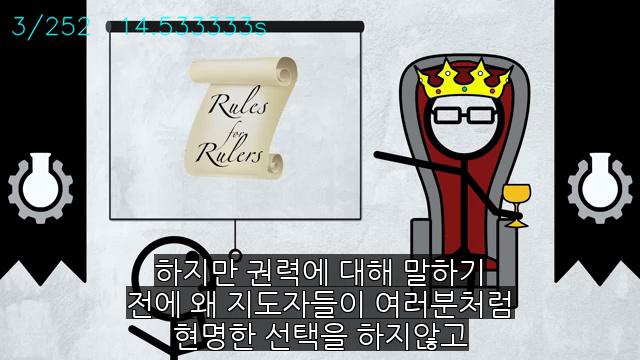 3/252 14.533333s
Rules
for
Rulers
하지만 권력에 대해 말하기
전에 왜 지도자들이 여러분처럼
현명한 선택을 하지않고